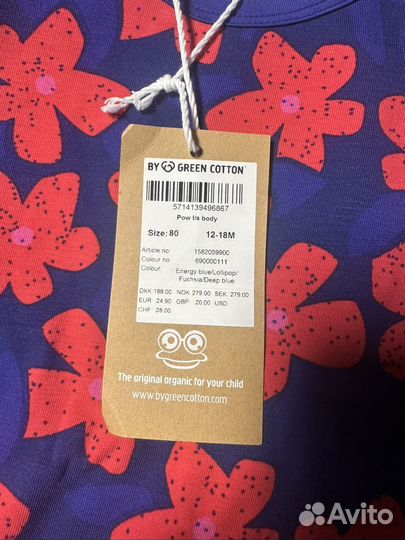 BY GREEN COTTON
5714139496867
Pow l/s body
Size: 80 12-18M
Article no 1582059900
Colour no 690000111
Colour: Energy blue/Lollipop/
Fuchsia/Deep blue
DKK: 199.00 NOK: 279.00 SEK: 279.00
EUR 24.90 GBP 20.00 USD
CHF 28.00
The original organic for your child
www.bygreencotton.com
Avito